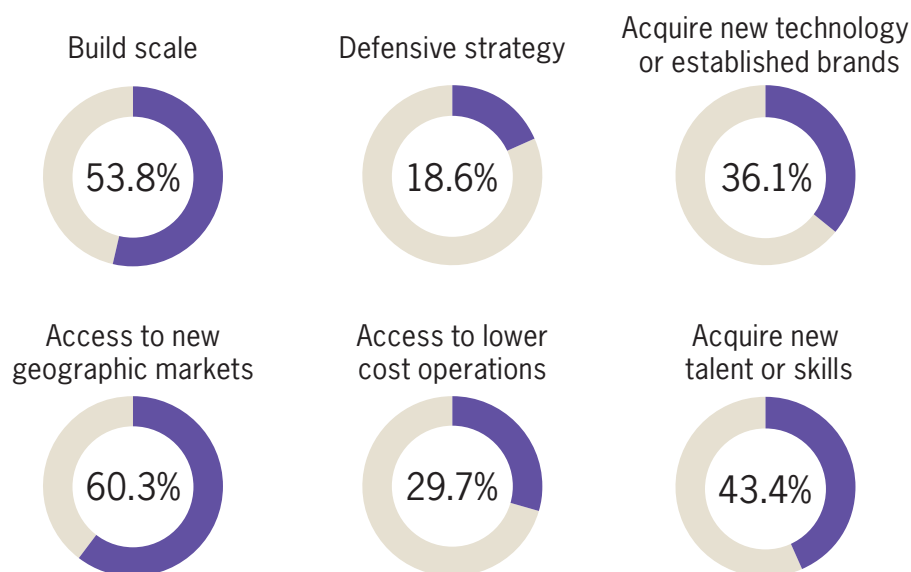 Build scale
53.8%
Defensive strategy
18.6%
Acquire new technology
or established brands
36.1%
Access to new
geographic markets
60.3%
Access to lower
cost operations
29.7%
Acquire new
talent or skills
43.4%